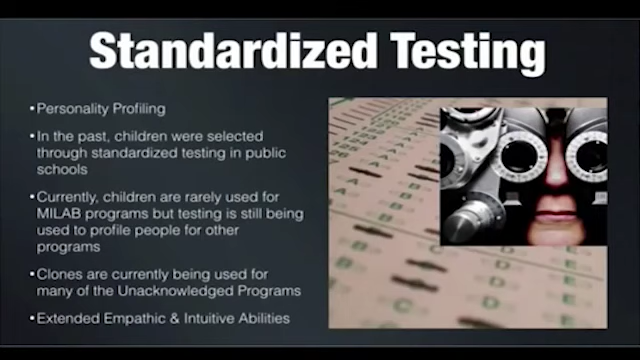 Standardized Testing
▪Personality Profiling
▪In the past, children were selected
through standardized testing in public
schools
▪Currently, children are rarely used for
MILAB programs but testing is still being
used to profile people for other
programs
▪Clones are currently being used for
many of the Unacknowledged Programs
▪Extended Empathic & Intuitive Abilities